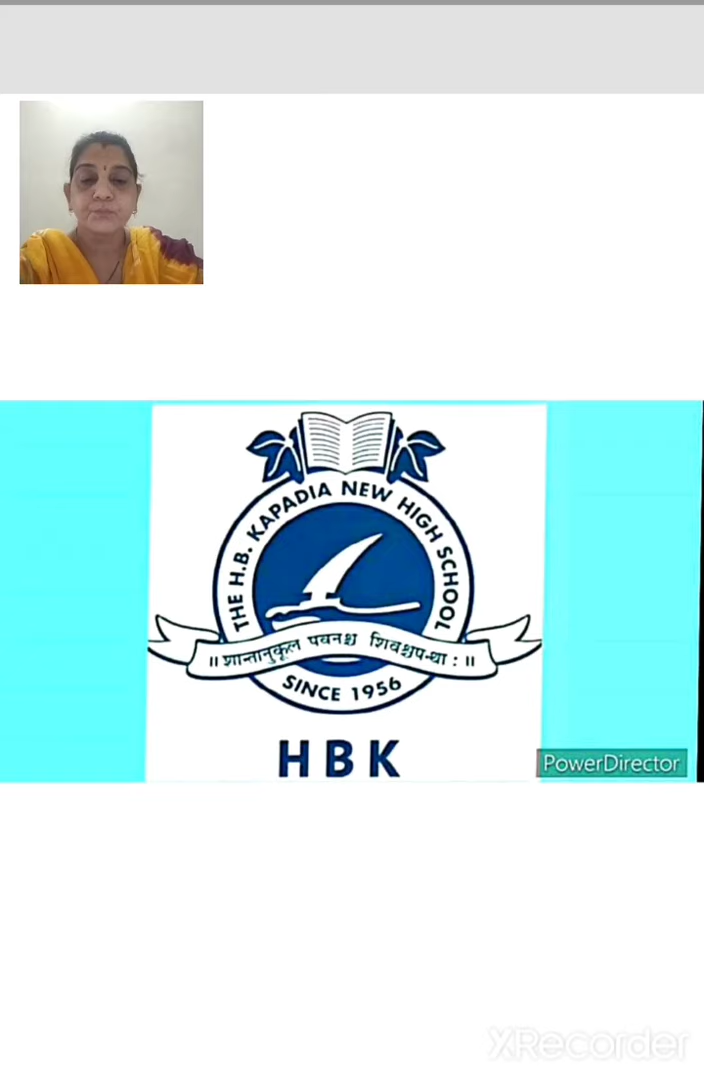 THE H.B. KAPADIA NEW HIGH SCHOOL
॥ शान्तानुकूल पवनश्च शिवश्चपन्थाः ॥
SINCE 1956
HBK
PowerDirector
XRecorder